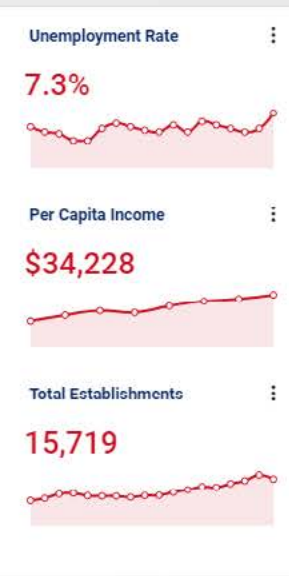 Unemployment Rate
7.3%
Per Capita Income
$34,228
Total Establishments
15,719